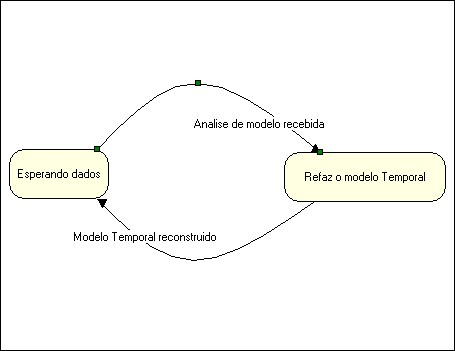 Analise de modelo recebida
Esperando dados
Refaz o modelo Temporal
Modelo Temporal reconstruido